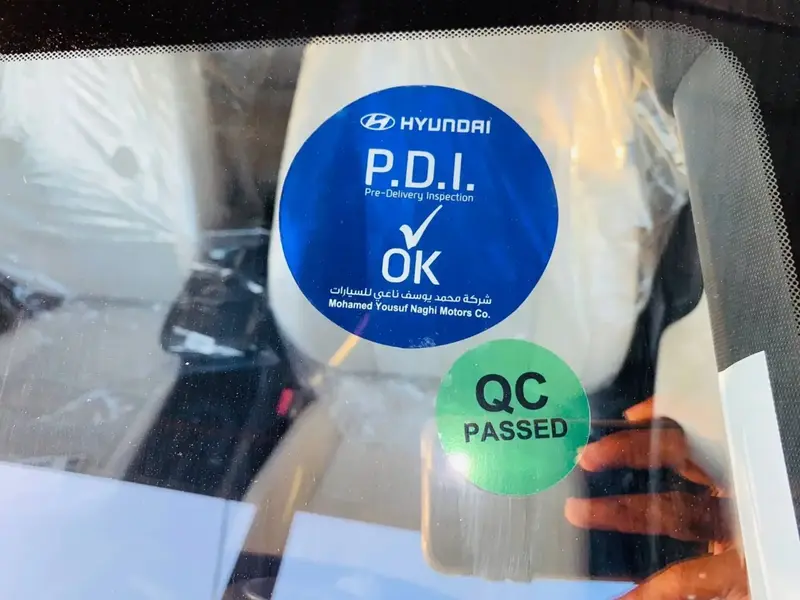 HYUNDAI
P.D.I.
Pre-Delivery Inspection
OK
شركة محمد يوسف ناغي للسيارات
Mohamed Yousuf Naghi Motors Co.
QC
PASSED